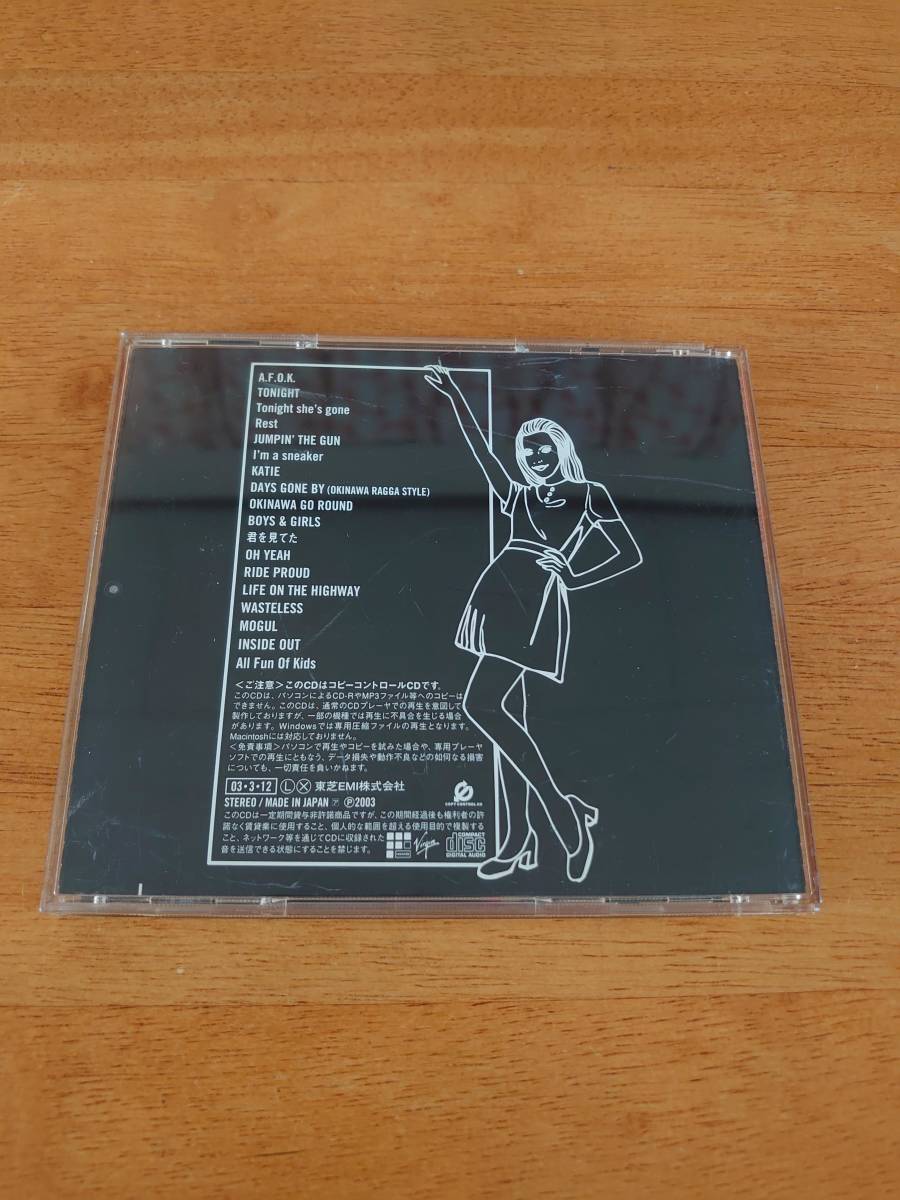 A.F.O.K.
TONIGHT
Tonight she's gone
Rest
JUMPIN' THE GUN
I'm a sneaker
KATIE
DAYS GONE BY (OKINAWA RAGGA STYLE)
OKINAWA GO ROUND
BOYS & GIRLS
君を見てた
OH YEAH
RIDE PROUD
LIFE ON THE HIGHWAY
WASTELESS
MOGUL
INSIDE OUT
All Fun Of Kids
＜ご注意＞このCDはコピーコントロールCDです。
このCDは、パソコンによるCD-RやMP3ファイル等へのコピーは
できません。このCDは、通常のCDプレーヤでの再生を意図して
製作しておりますが、一部の機種では再生に不具合を生じる場合
があります。Windowsでは専用圧縮ファイルの再生となります。
Macintoshには対応しておりません。
＜免責事項＞パソコンで再生やコピーを試みた場合や、専用プレーヤ
ソフトでの再生にともなう、データ損失や動作不良などの如何なる損害
についても、一切責任を負いかねます。
03・3・12 Ⓛ Ⓧ 東芝EMI株式会社
STEREO / MADE IN JAPAN ア ℗2003
このCDは一定期間貸与非許諾商品ですが、この期間経過後も権利者の許
諾なく賃貸業に使用すること、個人的な範囲を超える使用目的で複製する
こと、ネットワーク等を通じてCDに収録された
音を送信できる状態にすることを禁じます。
COPY CONTROL CD
Virgin
COMPACT
disc
DIGITAL AUDIO